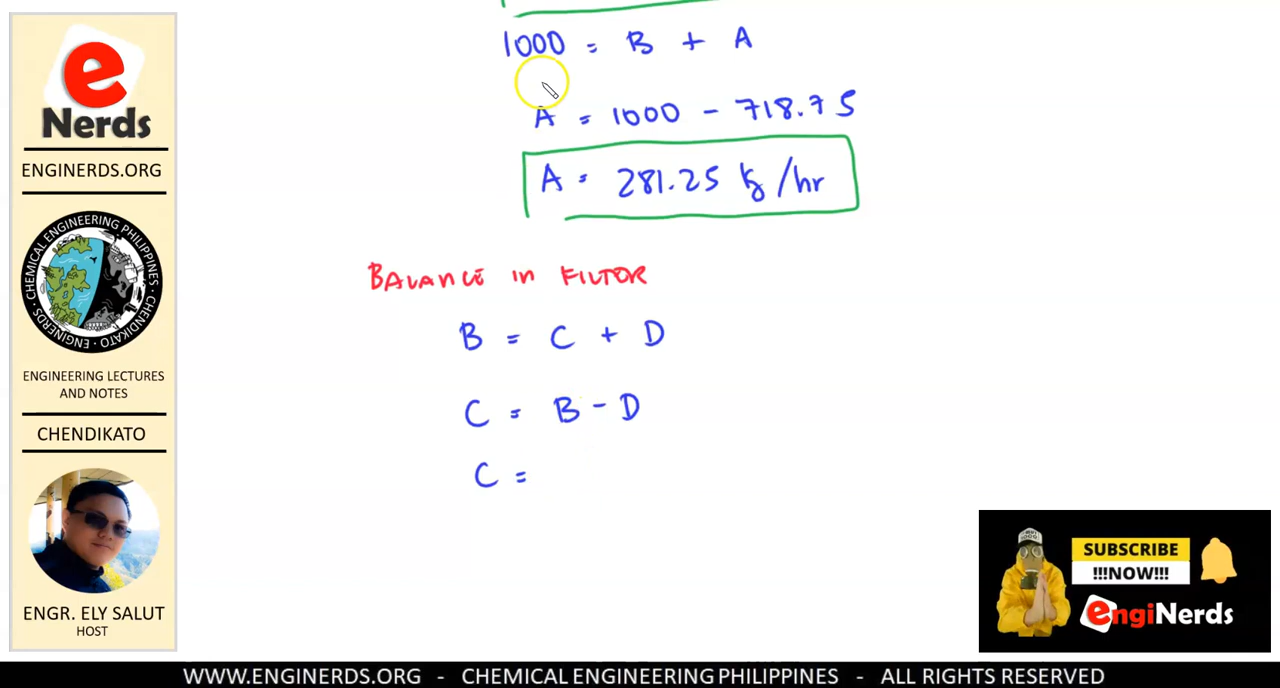 e
Nerds
ENGINERDS.ORG
CHEMICAL ENGINEERING PHILIPPINES
· CHENDIKATO · ENGINERDS ·
ENGINEERING LECTURES
AND NOTES
CHENDIKATO
ENGR. ELY SALUT
HOST
1000 = B + A
A = 1000 - 718.75
A = 281.25 kg/hr
BALANCE IN FILTOR
B = C + D
C = B - D
C =
SUBSCRIBE
!!!NOW!!!
engiNerds
WWW.ENGINERDS.ORG - CHEMICAL ENGINEERING PHILIPPINES - ALL RIGHTS RESERVED